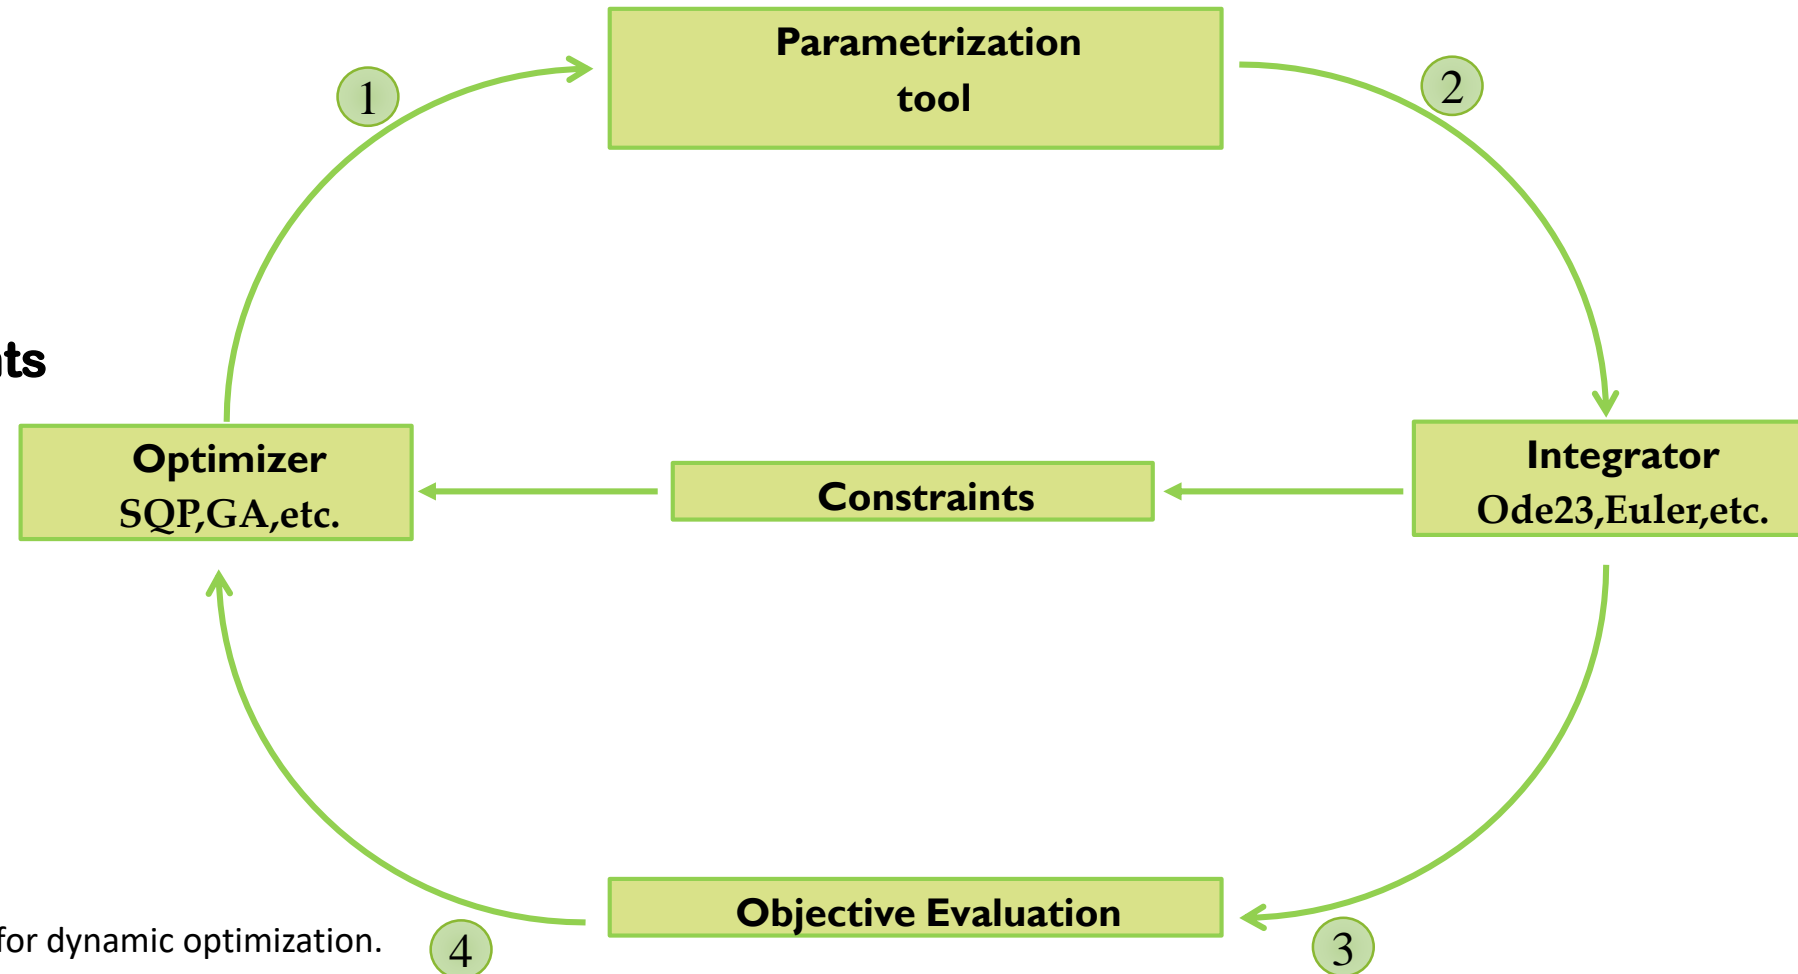 Parametrization
tool
1
2
nts
Optimizer
SQP,GA,etc.
Constraints
Integrator
Ode23,Euler,etc.
Objective Evaluation
for dynamic optimization.
4
3